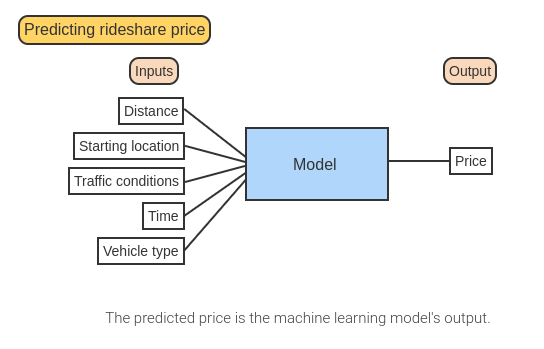 Predicting rideshare price
Inputs
Output
Distance
Starting location
Traffic conditions
Time
Vehicle type
Model
Price
The predicted price is the machine learning model's output.